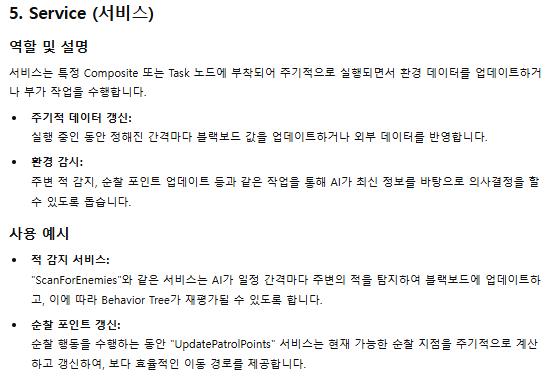 5. Service (서비스)
역할 및 설명
서비스는 특정 Composite 또는 Task 노드에 부착되어 주기적으로 실행되면서 환경 데이터를 업데이트하거
나 부가 작업을 수행합니다.
• 주기적 데이터 갱신:
실행 중인 동안 정해진 간격마다 블랙보드 값을 업데이트하거나 외부 데이터를 반영합니다.
• 환경 감시:
주변 적 감지, 순찰 포인트 업데이트 등과 같은 작업을 통해 AI가 최신 정보를 바탕으로 의사결정을 할
수 있도록 돕습니다.
사용 예시
• 적 감지 서비스:
"ScanForEnemies"와 같은 서비스는 AI가 일정 간격마다 주변의 적을 탐지하여 블랙보드에 업데이트하
고, 이에 따라 Behavior Tree가 재평가될 수 있도록 합니다.
• 순찰 포인트 갱신:
순찰 행동을 수행하는 동안 "UpdatePatrolPoints" 서비스는 현재 가능한 순찰 지점을 주기적으로 계산
하고 갱신하여, 보다 효율적인 이동 경로를 제공합니다.